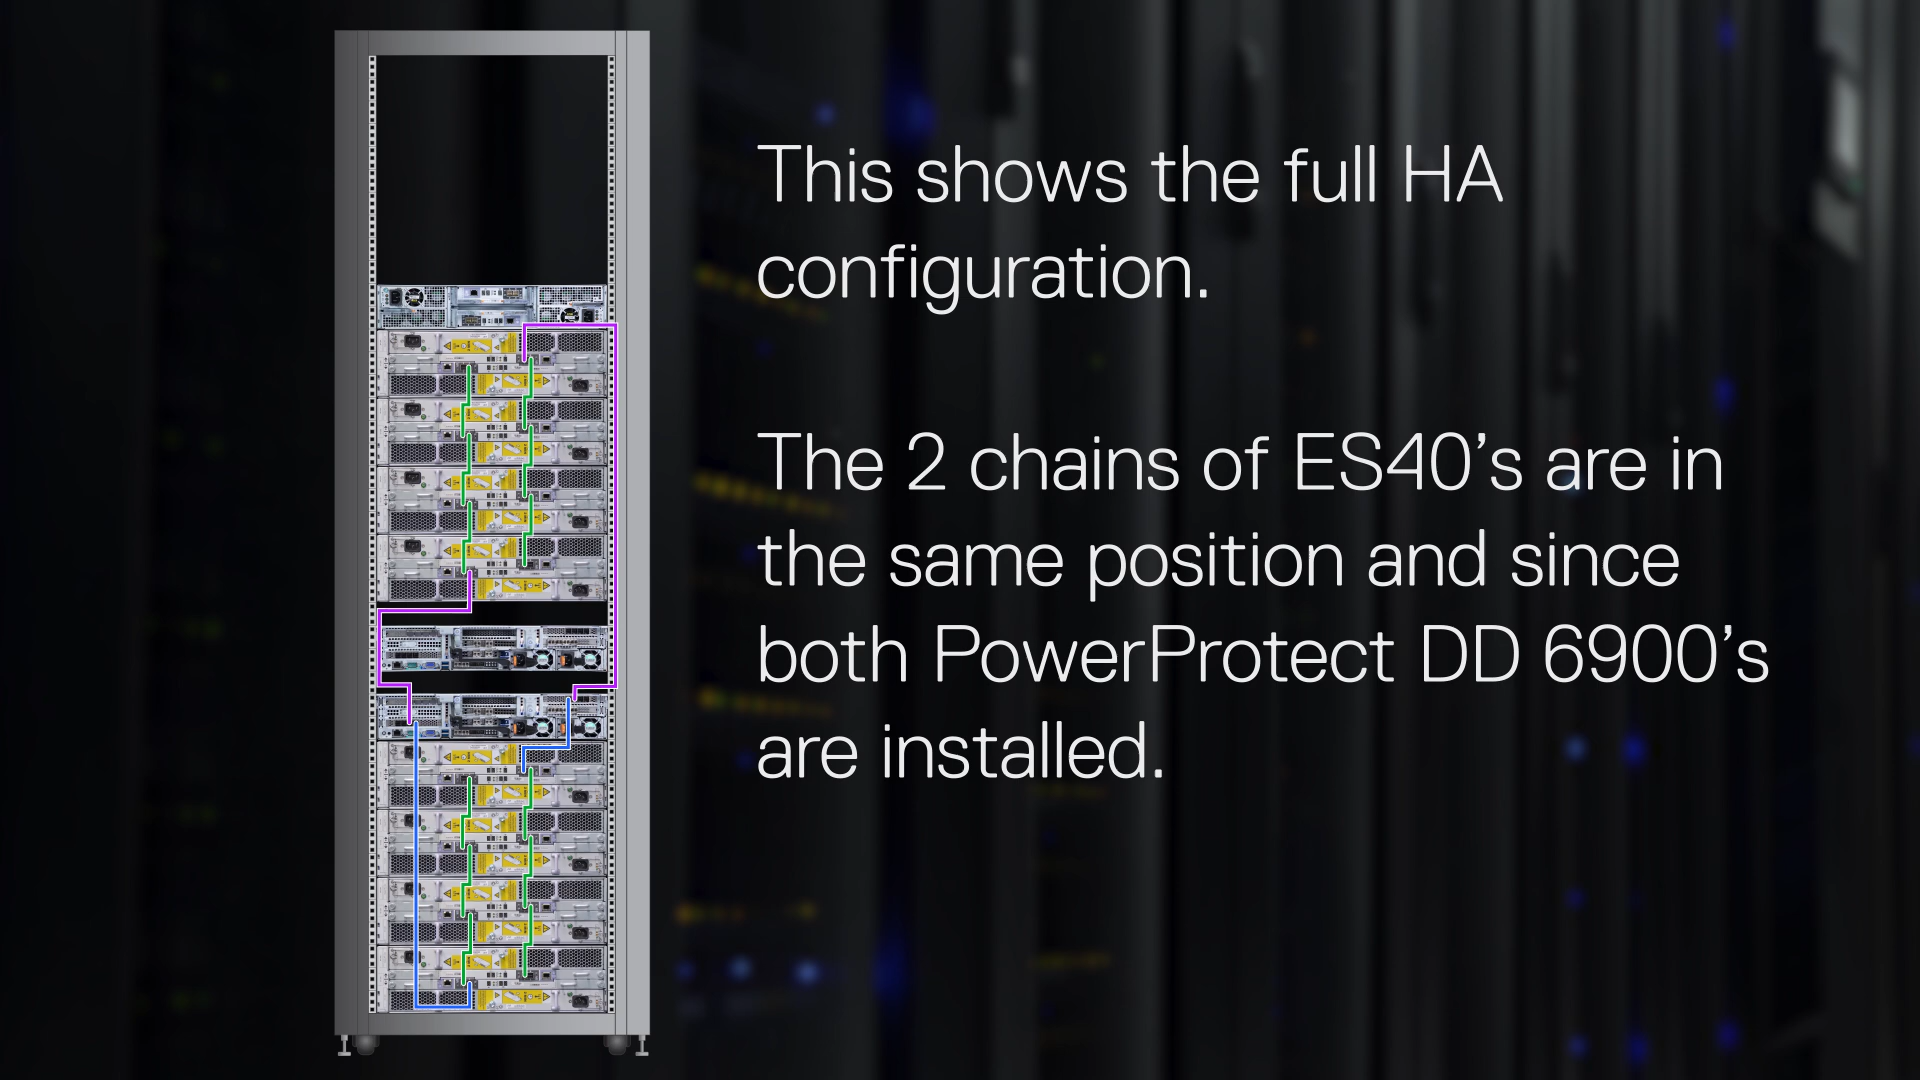 This shows the full HA
configuration.
The 2 chains of ES40’s are in
the same position and since
both PowerProtect DD 6900’s
are installed.